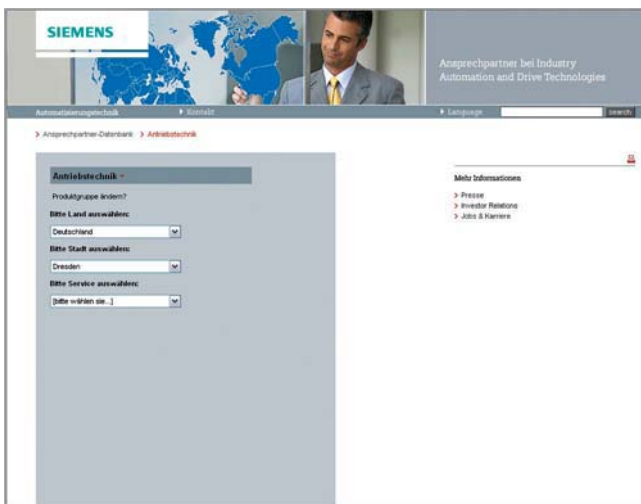 SIEMENS
Ansprechpartner bei Industry
Automation and Drive Technologies
Automatisierungstechnik
Kontakt
Language
search
Ansprechpartner-Datenbank
Antriebstechnik
Antriebstechnik
Produktgruppe ändern?
Bitte Land auswählen:
Deutschland
Bitte Stadt auswählen:
Dresden
Bitte Service auswählen:
[bitte wählen sie...]
Mehr Informationen
Presse
Investor Relations
Jobs & Karriere